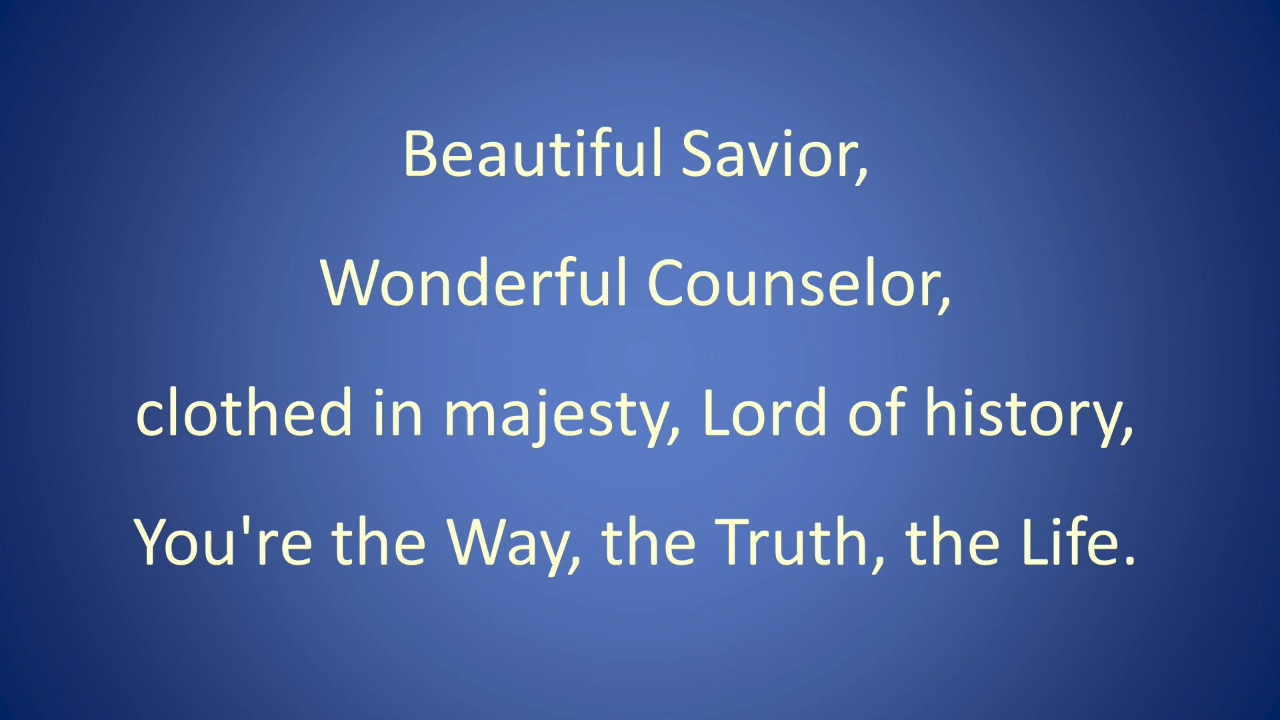 Beautiful Savior,
Wonderful Counselor,
clothed in majesty, Lord of history,
You're the Way, the Truth, the Life.